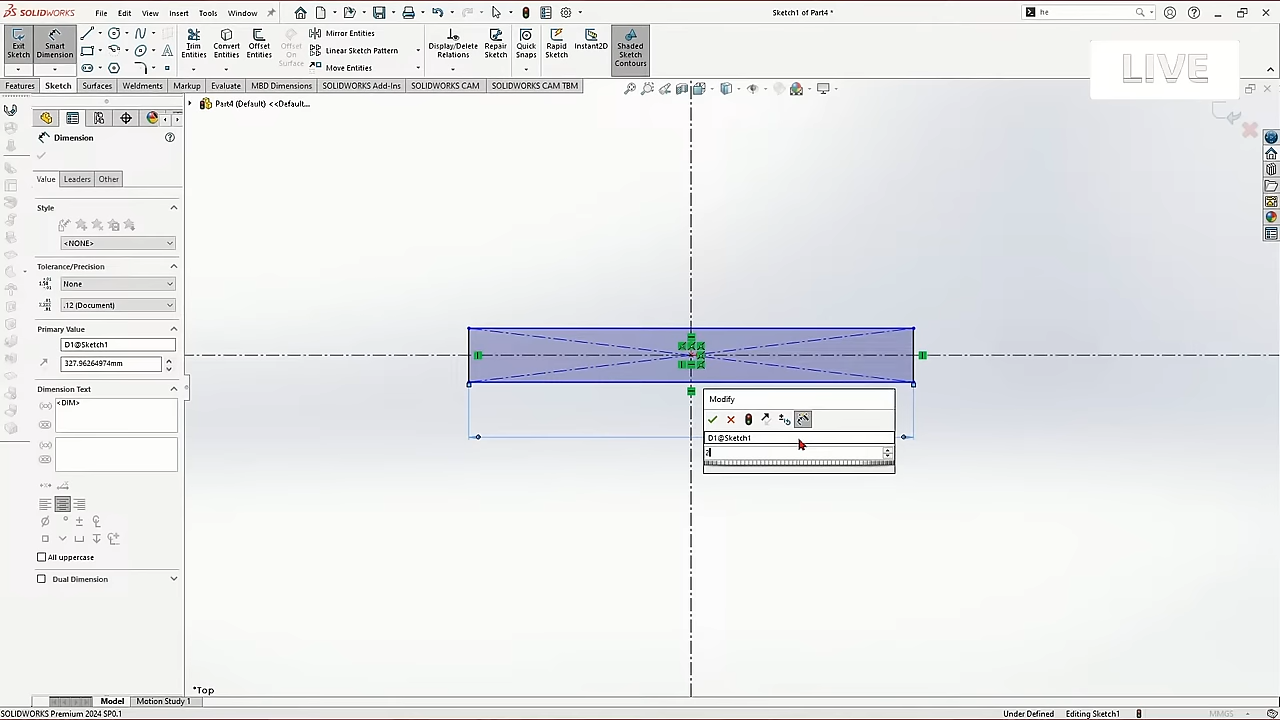 SOLIDWORKS File Edit View Insert Tools Window Sketch1 of Part4 * he
LIVE
Exit Sketch Smart Dimension Trim Entities Convert Entities Offset Entities Offset On Surface Mirror Entities Linear Sketch Pattern Move Entities Display/Delete Relations Repair Sketch Quick Snaps Rapid Sketch Instant2D Shaded Sketch Contours
Features Sketch Surfaces Weldments Markup Evaluate MBD Dimensions SOLIDWORKS Add-Ins SOLIDWORKS CAM SOLIDWORKS CAM TBM
Part4 (Default) <<Default...
Dimension
Value Leaders Other
Style
<NONE>
Tolerance/Precision
None
.12 (Document)
Primary Value
D1@Sketch1
327.96264974mm
Dimension Text
<DIM>
Modify
D1@Sketch1
2
All uppercase
Dual Dimension
*Top
Model Motion Study 1
SOLIDWORKS Premium 2024 SP0.1 Under Defined Editing Sketch1 MMGS